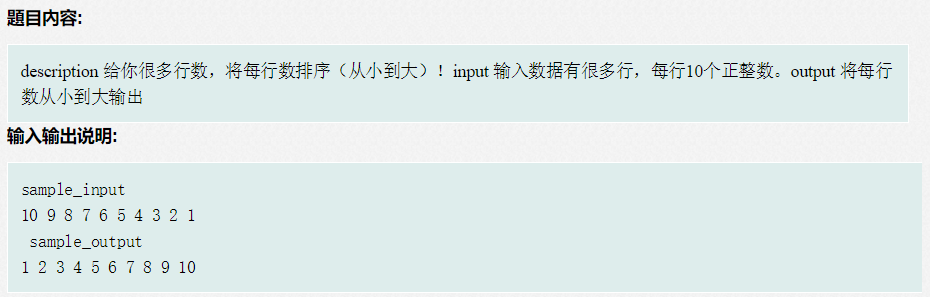 題目内容:
description 给你很多行数，将每行数排序（从小到大）！input 输入数据有很多行，每行10个正整数。output 将每行
数从小到大输出
输入输出说明:
sample_input
10 9 8 7 6 5 4 3 2 1
sample_output
1 2 3 4 5 6 7 8 9 10